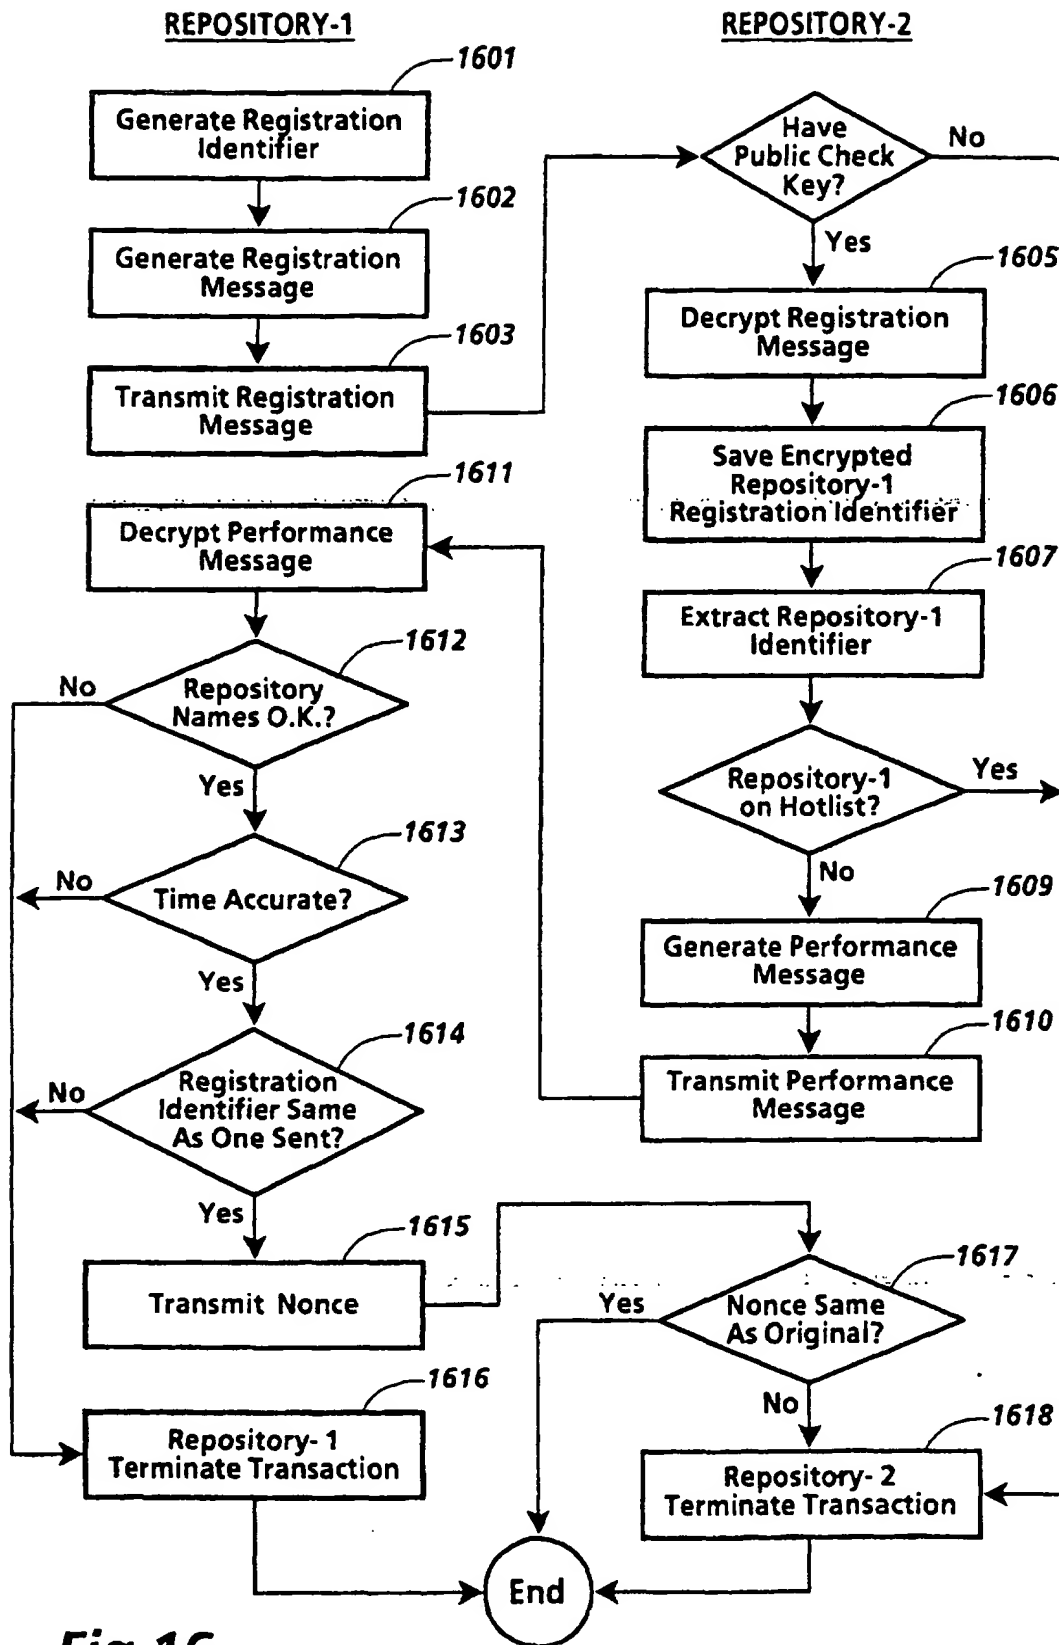 REPOSITORY-1
1601
Generate Registration
Identifier
1602
Generate Registration
Message
1603
Transmit Registration
Message
1611
Decrypt Performance
Message
1612
No
Repository
Names O.K.?
Yes
1613
No
Time Accurate?
Yes
1614
No
Registration
Identifier Same
As One Sent?
Yes
1615
Transmit Nonce
1616
Repository- 1
Terminate Transaction
REPOSITORY-2
Have
Public Check
Key?
No
Yes
1605
Decrypt Registration
Message
1606
Save Encrypted
Repository-1
Registration Identifier
1607
Extract Repository-1
Identifier
Repository-1
on Hotlist?
Yes
No
1609
Generate Performance
Message
1610
Transmit Performance
Message
1617
Yes
Nonce Same
As Original?
No
1618
Repository- 2
Terminate Transaction
End
Fig.16